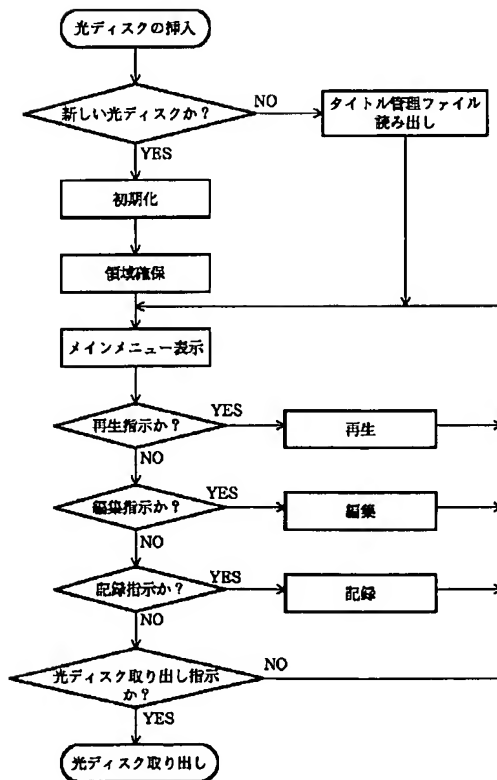 光ディスクの挿入
新しい光ディスクか？
NO
タイトル管理ファイル
読み出し
YES
初期化
領域確保
メインメニュー表示
再生指示か？
YES
再生
NO
編集指示か？
YES
編集
NO
記録指示か？
YES
記録
NO
光ディスク取り出し指示
か？
NO
YES
光ディスク取り出し